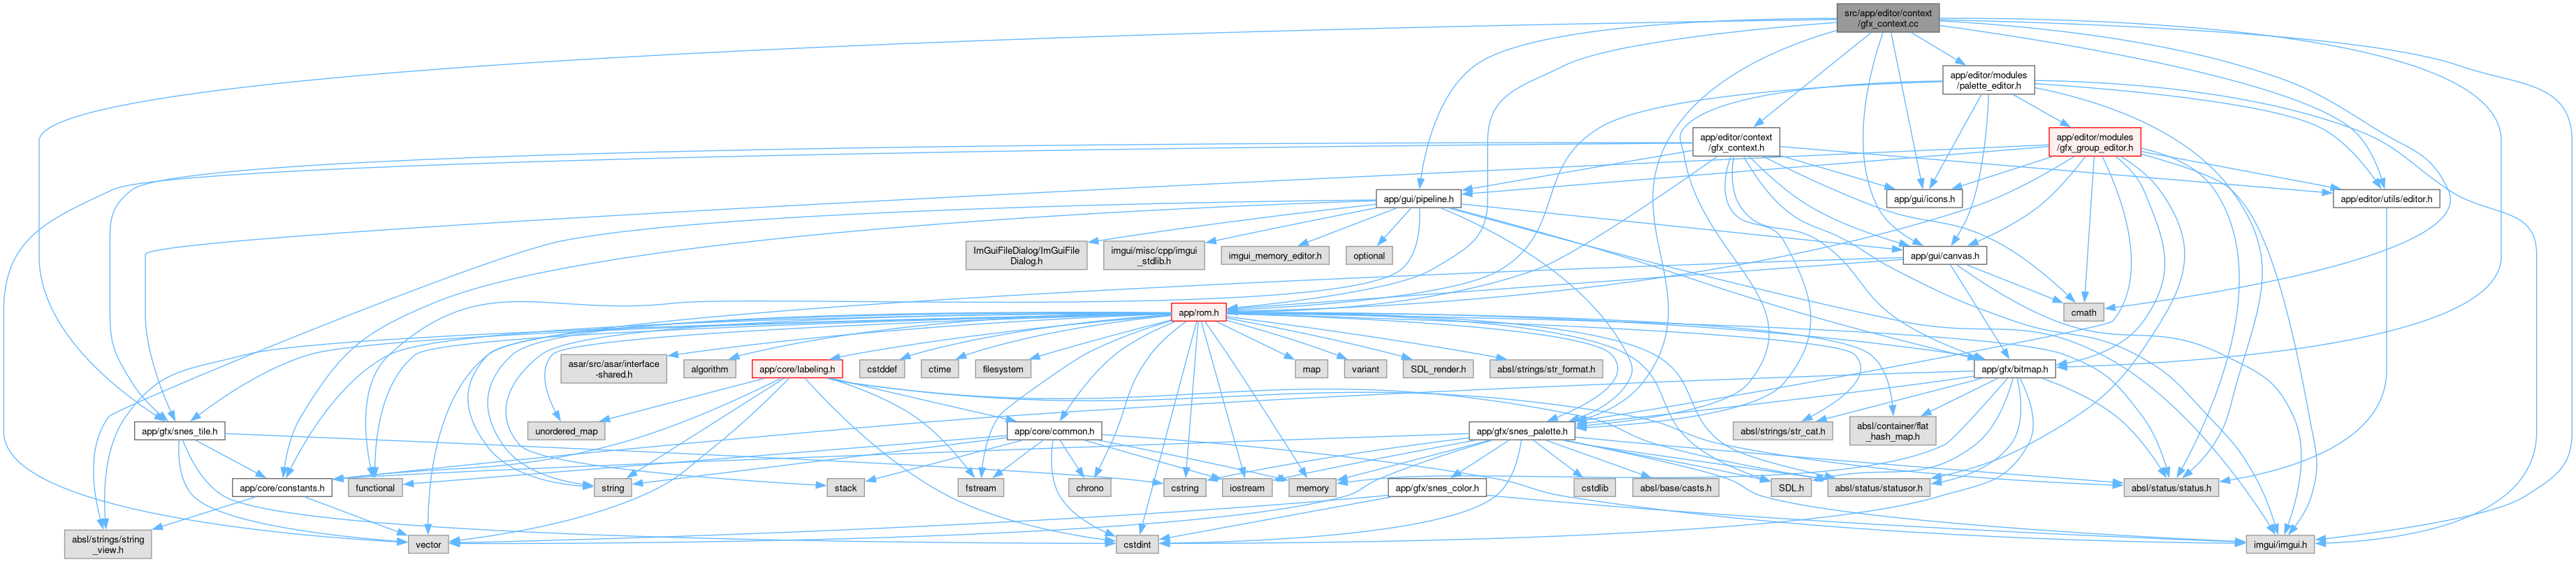 src/app/editor/context
/gfx_context.cc
app/editor/modules
/palette_editor.h
app/editor/context
/gfx_context.h
app/editor/modules
/gfx_group_editor.h
app/gui/pipeline.h
app/gui/icons.h
app/editor/utils/editor.h
ImGuiFileDialog/ImGuiFile
Dialog.h
imgui/misc/cpp/imgui
_stdlib.h
imgui_memory_editor.h
optional
app/gui/canvas.h
app/rom.h
cmath
asar/src/asar/interface
-shared.h
algorithm
app/core/labeling.h
cstddef
ctime
filesystem
map
variant
SDL_render.h
absl/strings/str_format.h
app/gfx/bitmap.h
app/gfx/snes_tile.h
unordered_map
app/core/common.h
app/gfx/snes_palette.h
absl/strings/str_cat.h
absl/container/flat
_hash_map.h
app/core/constants.h
functional
string
stack
fstream
chrono
cstring
iostream
memory
app/gfx/snes_color.h
cstdlib
absl/base/casts.h
SDL.h
absl/status/statusor.h
absl/status/status.h
absl/strings/string
_view.h
vector
cstdint
imgui/imgui.h